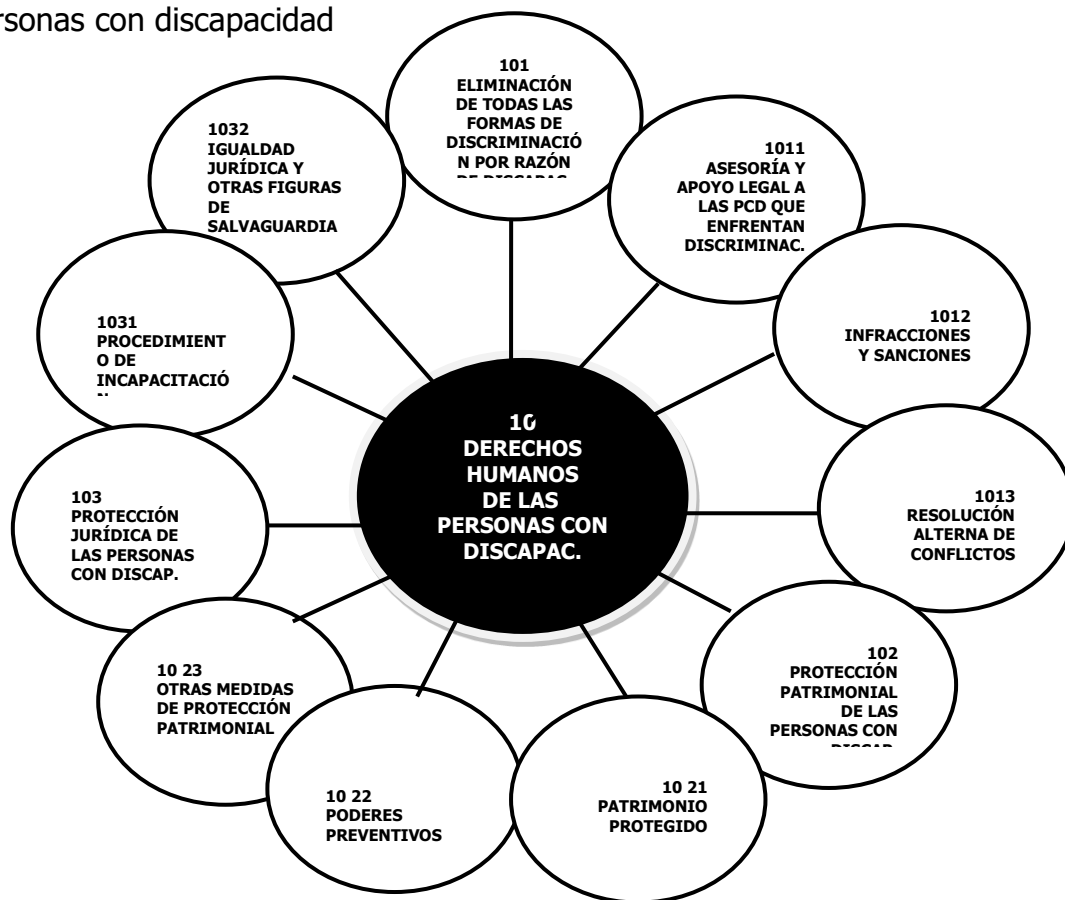 rsonas con discapacidad
101
ELIMINACIÓN
DE TODAS LAS
FORMAS DE
DISCRIMINACIÓ
N POR RAZÓN
DE DISCAPAC.
1011
ASESORÍA Y
APOYO LEGAL A
LAS PCD QUE
ENFRENTAN
DISCRIMINAC.
1012
INFRACCIONES
Y SANCIONES
1013
RESOLUCIÓN
ALTERNA DE
CONFLICTOS
102
PROTECCIÓN
PATRIMONIAL
DE LAS
PERSONAS CON
DISCAP.
10 21
PATRIMONIO
PROTEGIDO
10 22
PODERES
PREVENTIVOS
10 23
OTRAS MEDIDAS
DE PROTECCIÓN
PATRIMONIAL
103
PROTECCIÓN
JURÍDICA DE
LAS PERSONAS
CON DISCAP.
1031
PROCEDIMIENT
O DE
INCAPACITACIÓ
N
1032
IGUALDAD
JURÍDICA Y
OTRAS FIGURAS
DE
SALVAGUARDIA
10
DERECHOS
HUMANOS
DE LAS
PERSONAS CON
DISCAPAC.